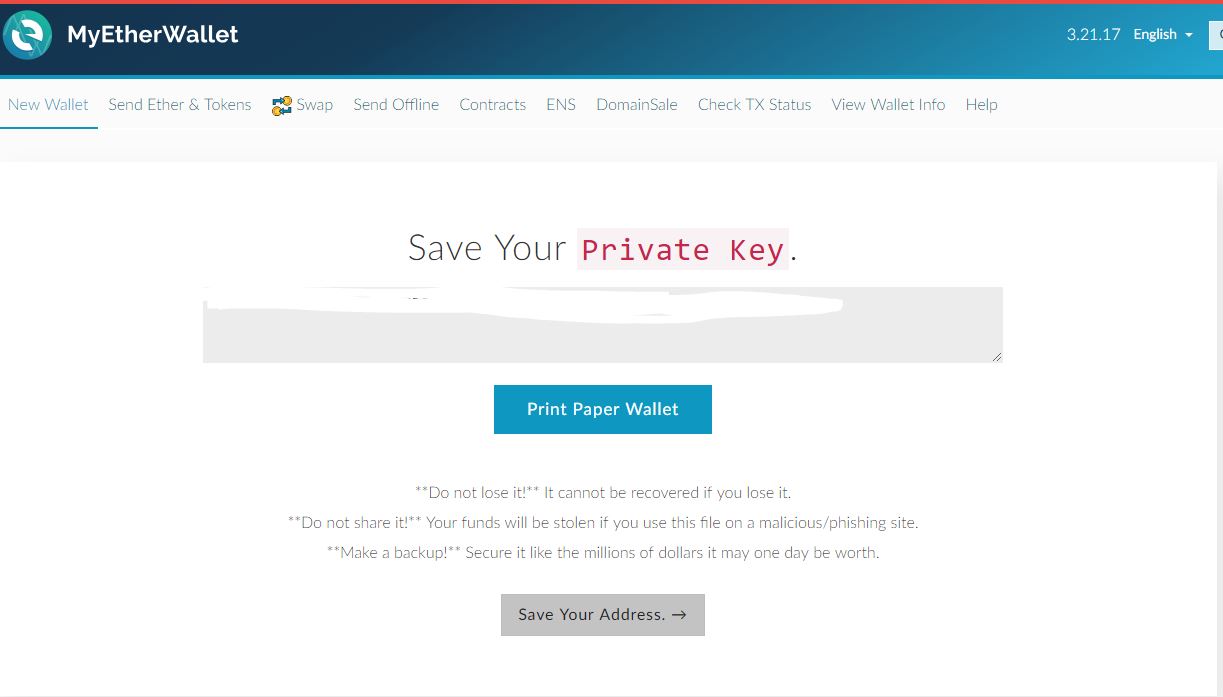 MyEtherWallet
3.21.17 English
New Wallet Send Ether & Tokens Swap Send Offline Contracts ENS DomainSale Check TX Status View Wallet Info Help
Save Your Private Key.
Print Paper Wallet
**Do not lose it!** It cannot be recovered if you lose it.
**Do not share it!** Your funds will be stolen if you use this file on a malicious/phishing site.
**Make a backup!** Secure it like the millions of dollars it may one day be worth.
Save Your Address. →